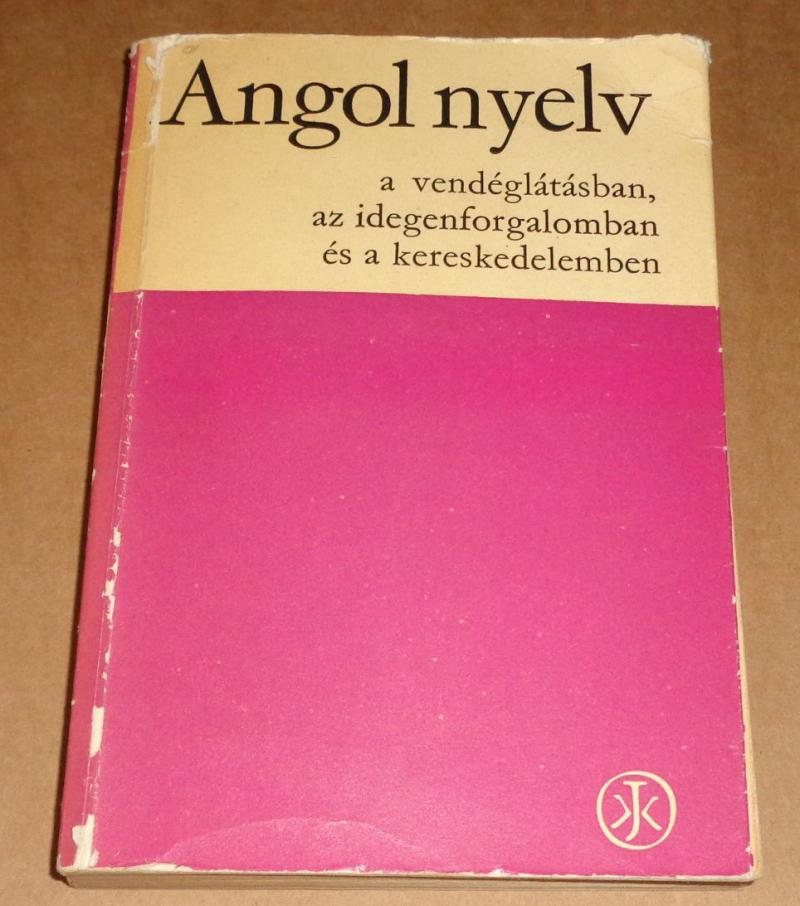 Angol nyelv
a vendéglátásban,
az idegenforgalomban
és a kereskedelemben